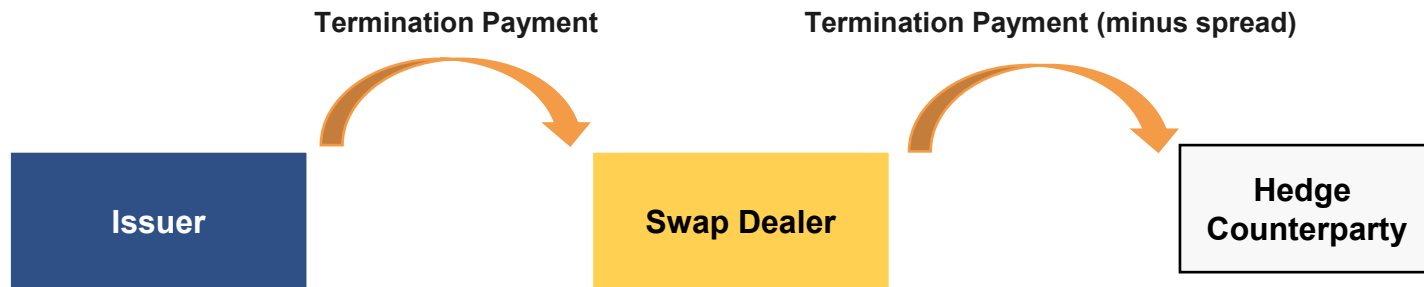 Termination Payment
Termination Payment (minus spread)
Issuer
Swap Dealer
Hedge
Counterparty